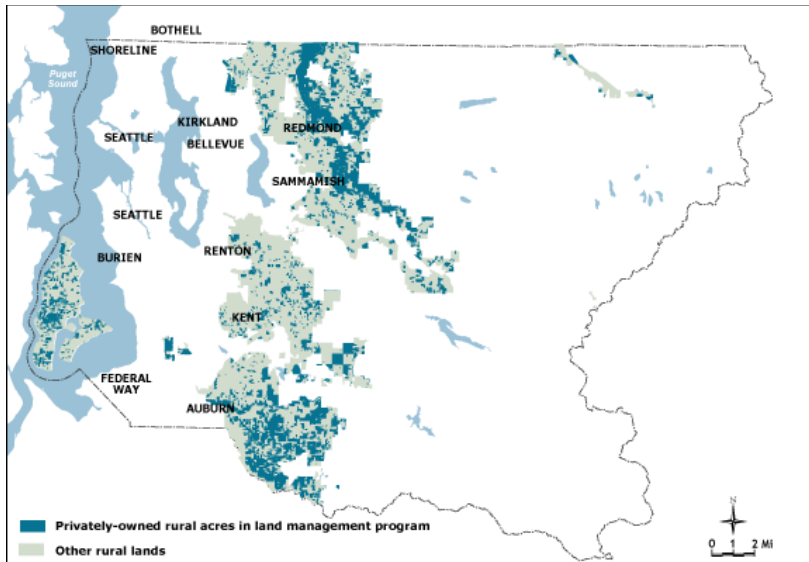 BOTHELL
SHORELINE
Puget
Sound
KIRKLAND
SEATTLE
BELLEVUE
REDMOND
SAMMAMISH
SEATTLE
RENTON
BURIEN
KENT
FEDERAL
WAY
AUBURN
Privately-owned rural acres in land management program
Other rural lands
N
0 1 2 Mi